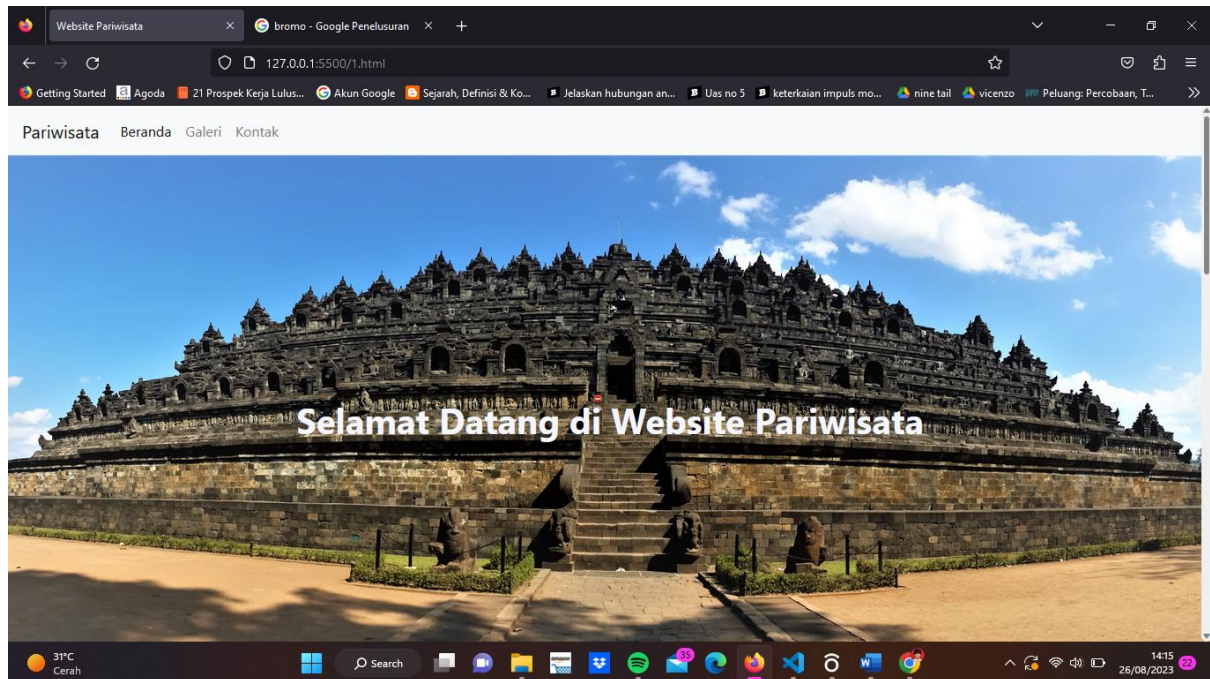 Website Pariwisata
bromo - Google Penelusuran
127.0.0.1:5500/1.html
Getting Started
Agoda
21 Prospek Kerja Lulus...
Akun Google
Sejarah, Definisi & Ko...
Jelaskan hubungan an...
Uas no 5
keterkaian impuls mo...
nine tail
vicenzo
Peluang: Percobaan, T...
Pariwisata Beranda Galeri Kontak
Selamat Datang di Website Pariwisata
31°C
Cerah
Search
35
14:15
26/08/2023
22